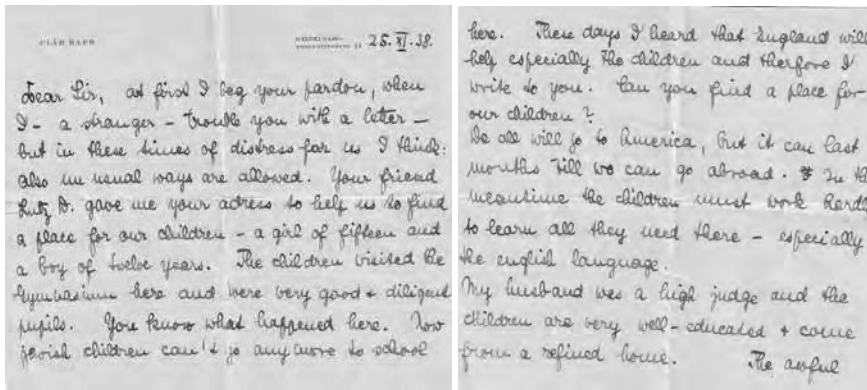 25.XI.38.
Dear Sir, at first I beg your pardon, when
I – a stranger – trouble you with a letter –
but in these times of distress for us I think:
also un usual ways are allowed. Your friend
Lutz D. gave me your adress to help us to find
a place for our children – a girl of fifteen and
a boy of twelve years. The children visited the
Gymnasium here and were very good + diligent
pupils. You know what happened here. Now
jewish children can't go any more to school
here. These days I heard that England will
help especially the children and therfore I
write to you. Can you find a place for
our children?
We all will go to America, but it can last
months till we can go abroad. In the
meantime the children must work hardly
to learn all they need there – especially
the english language.
My husband was a high judge and the
children are very well-educated + come
from a refined home. The awful